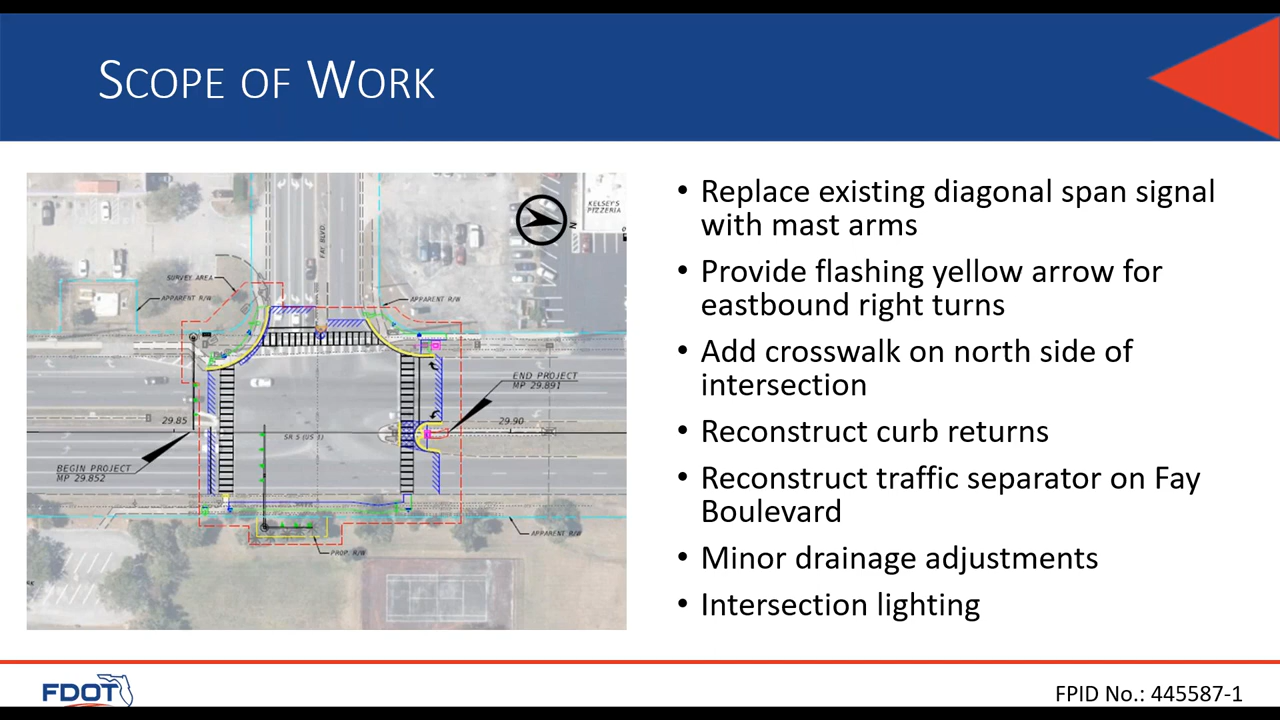 Scope of Work
KELSEY'S
PIZZERIA
N
FAY BLVD.
SURVEY AREA
APPARENT R/W
APPARENT R/W
END PROJECT
MP 29.891
29.85
29.90
SR 5 (US 1)
BEGIN PROJECT
MP 29.852
APPARENT R/W
PROP. R/W
• Replace existing diagonal span signal
with mast arms
• Provide flashing yellow arrow for
eastbound right turns
• Add crosswalk on north side of
intersection
• Reconstruct curb returns
• Reconstruct traffic separator on Fay
Boulevard
• Minor drainage adjustments
• Intersection lighting
FDOT
FPID No.: 445587-1